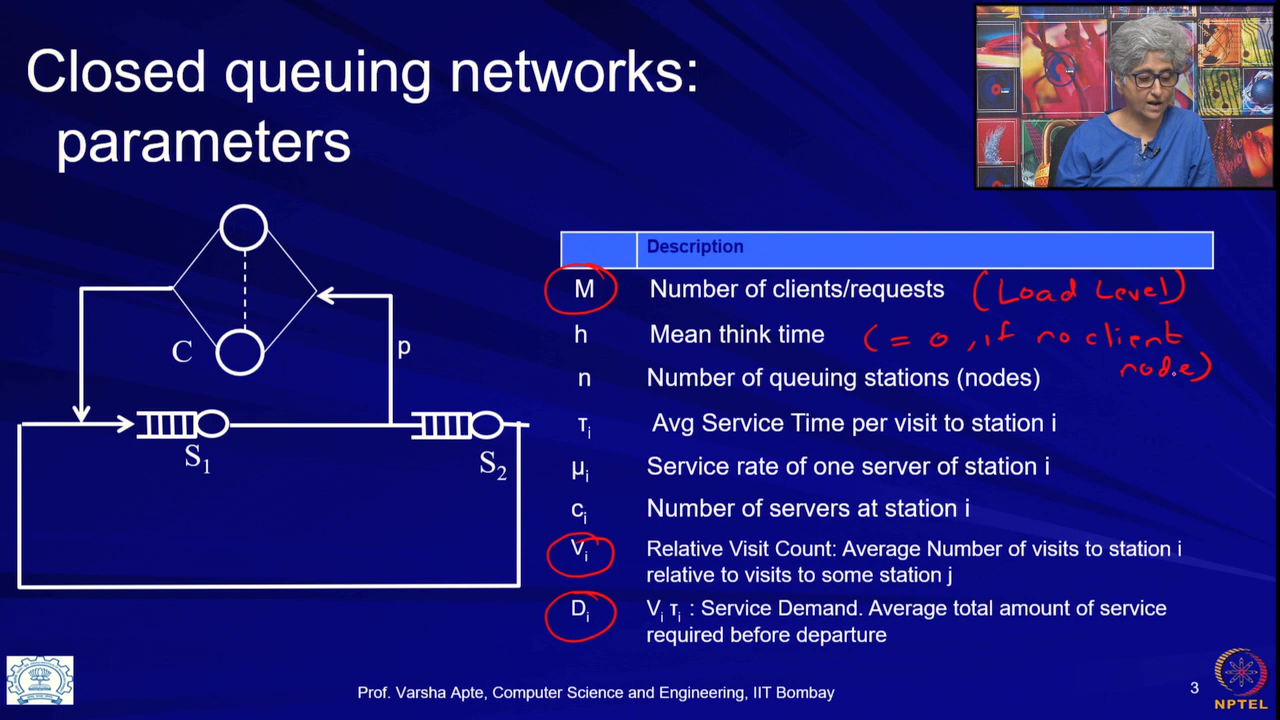 Closed queuing networks:
parameters
C
p
S₁
S₂
Description
M Number of clients/requests (Load Level)
h Mean think time (= 0, if no client
node)
n Number of queuing stations (nodes)
τᵢ Avg Service Time per visit to station i
μᵢ Service rate of one server of station i
cᵢ Number of servers at station i
Vᵢ Relative Visit Count: Average Number of visits to station i
relative to visits to some station j
Dᵢ Vᵢ τᵢ : Service Demand. Average total amount of service
required before departure
Prof. Varsha Apte, Computer Science and Engineering, IIT Bombay
3
NPTEL